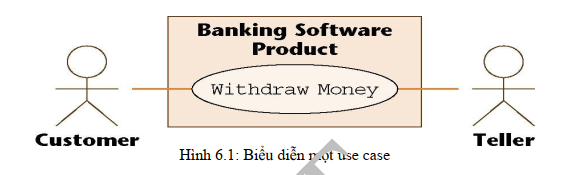 Banking Software
Product
Withdraw Money
Customer
Teller
Hình 6.1: Biểu diễn một use case